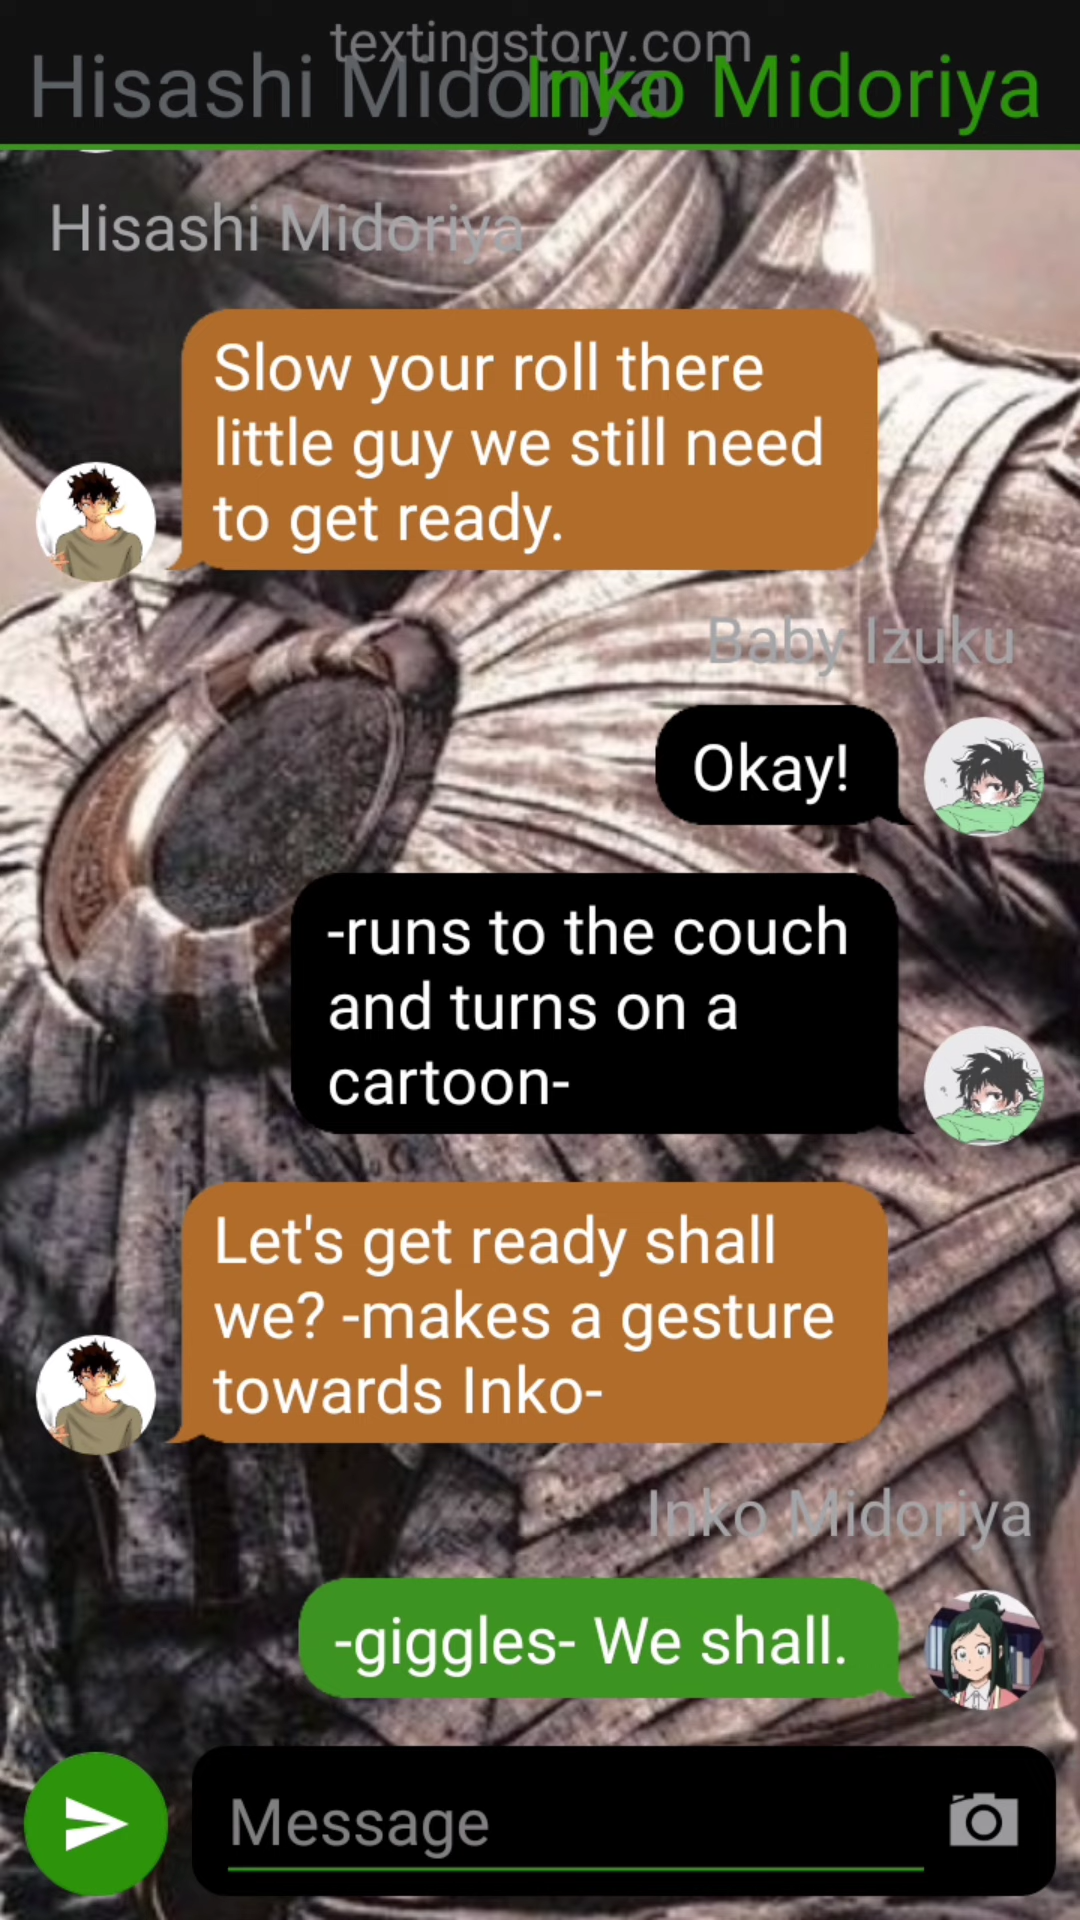 textingstory.com
Hisashi Midoriya
Inko Midoriya
Hisashi Midoriya
Slow your roll there
little guy we still need
to get ready.
Baby Izuku
Okay!
-runs to the couch
and turns on a
cartoon-
Let's get ready shall
we? -makes a gesture
towards Inko-
Inko Midoriya
-giggles- We shall.
Message